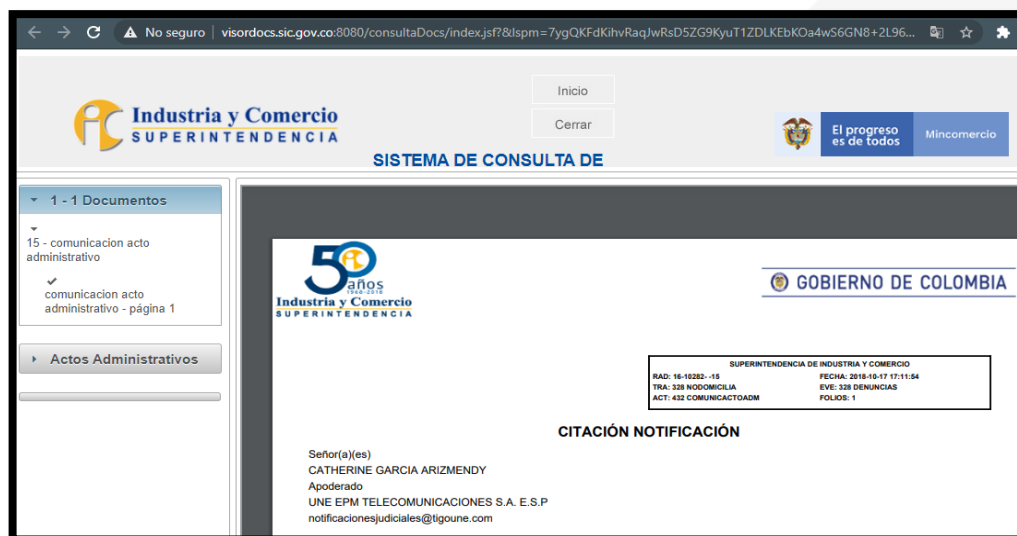 No seguro
visordocs.sic.gov.co:8080/consultaDocs/index.jsf?&lspm=7ygQKFdKihvRaqJwRsD5ZG9KyuT1ZDLKEbKOa4wS6GN8+2L96...
Industria y Comercio
SUPERINTENDENCIA
Inicio
Cerrar
SISTEMA DE CONSULTA DE
El progreso
es de todos
Mincomercio
1 - 1 Documentos
15 - comunicacion acto
administrativo
comunicacion acto
administrativo - página 1
Actos Administrativos
50
años
1968-2018
Industria y Comercio
SUPERINTENDENCIA
GOBIERNO DE COLOMBIA
SUPERINTENDENCIA DE INDUSTRIA Y COMERCIO
RAD: 16-10282- -15 FECHA: 2018-10-17 17:11:54
TRA: 328 NODOMICILIA EVE: 328 DENUNCIAS
ACT: 432 COMUNICACTOADM FOLIOS: 1
CITACIÓN NOTIFICACIÓN
Señor(a)(es)
CATHERINE GARCIA ARIZMENDY
Apoderado
UNE EPM TELECOMUNICACIONES S.A. E.S.P
notificacionesjudiciales@tigoune.com